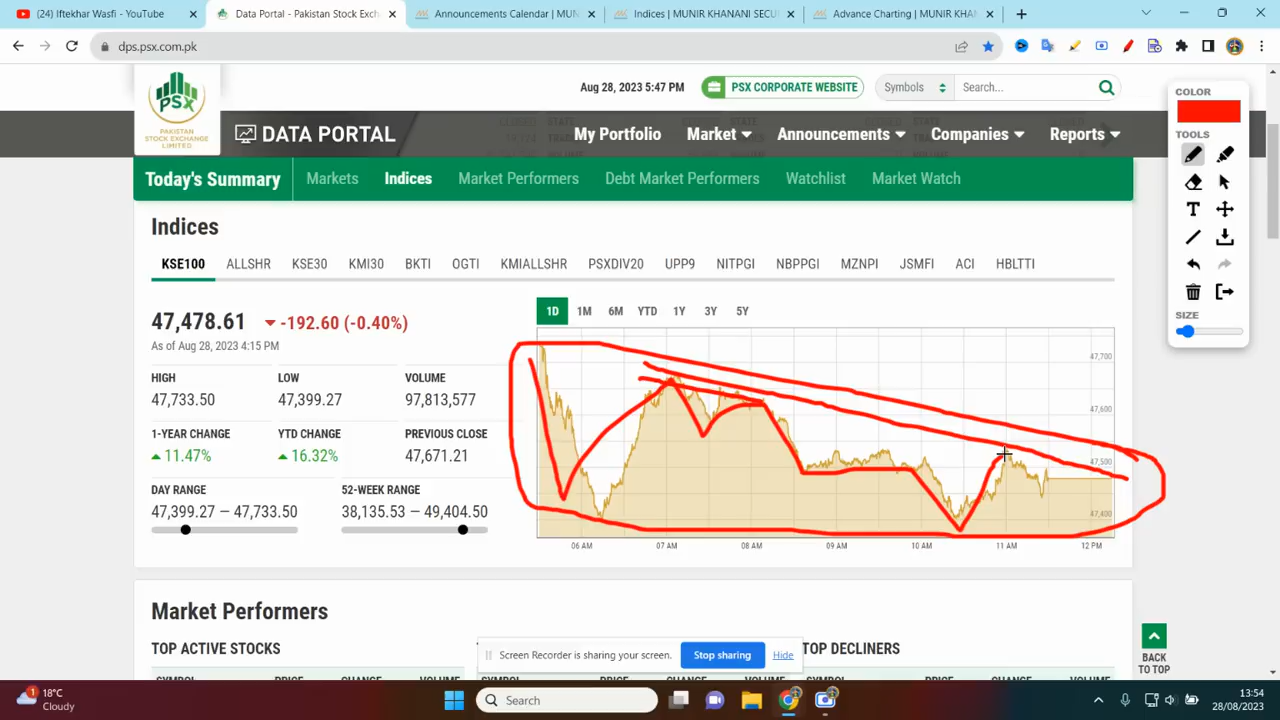 (24) Iftekhar Wasfi - YouTube
Data Portal - Pakistan Stock Exch
Announcements Calendar | MUN
Indices | MUNIR KHANANI SECU
Advance Charting | MUNIR KHAN
dps.psx.com.pk
PSX
PAKISTAN
STOCK EXCHANGE
LIMITED
Aug 28, 2023 5:47 PM
PSX CORPORATE WEBSITE
Symbols
Search...
DATA PORTAL
My Portfolio
Market
Announcements
Companies
Reports
Today's Summary
Markets
Indices
Market Performers
Debt Market Performers
Watchlist
Market Watch
Indices
KSE100 ALLSHR KSE30 KMI30 BKTI OGTI KMIALLSHR PSXDIV20 UPP9 NITPGI NBPPGI MZNPI JSMFI ACI HBLTTI
47,478.61 -192.60 (-0.40%)
As of Aug 28, 2023 4:15 PM
HIGH LOW VOLUME
47,733.50 47,399.27 97,813,577
1-YEAR CHANGE YTD CHANGE PREVIOUS CLOSE
11.47% 16.32% 47,671.21
DAY RANGE 52-WEEK RANGE
47,399.27 — 47,733.50 38,135.53 — 49,404.50
1D 1M 6M YTD 1Y 3Y 5Y
47,700
47,600
47,500
47,400
06 AM 07 AM 08 AM 09 AM 10 AM 11 AM 12 PM
COLOR
TOOLS
T
SIZE
Market Performers
TOP ACTIVE STOCKS
TOP DECLINERS
SYMBOL PRICE CHANGE VOLUME
SYMBOL PRICE CHANGE VOLUME
Screen Recorder is sharing your screen.
Stop sharing
Hide
BACK
TO TOP
1
18°C
Cloudy
Search
13:54
28/08/2023